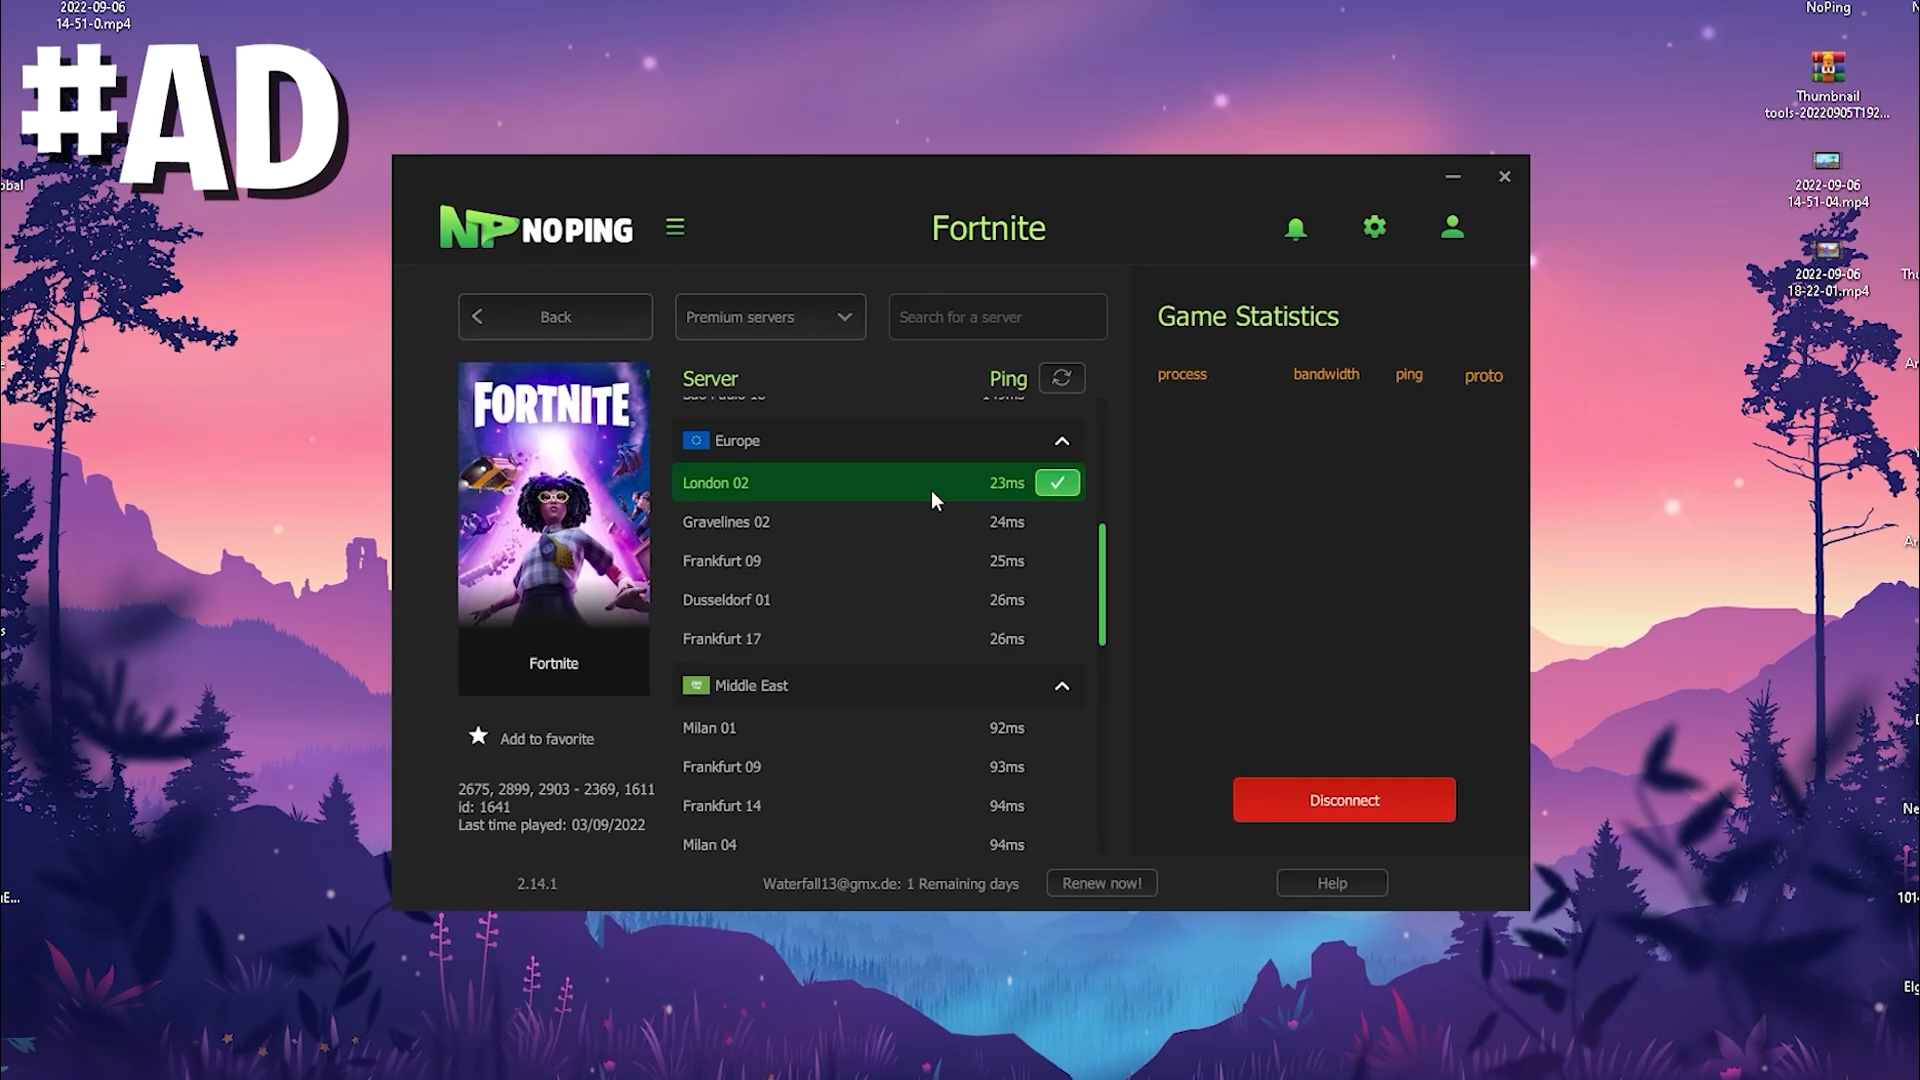 2022-09-06
14-51-0.mp4
#AD
NoPing
Thumbnail
tools-20220905T192...
2022-09-06
14-51-04.mp4
2022-09-06
18-22-01.mp4
NP NOPING
Fortnite
Back
Premium servers
Search for a server
Game Statistics
Server Ping
process bandwidth ping proto
FORTNITE
Europe
London 02 23ms
Gravelines 02 24ms
Frankfurt 09 25ms
Dusseldorf 01 26ms
Frankfurt 17 26ms
Fortnite
Middle East
Milan 01 92ms
Add to favorite
Frankfurt 09 93ms
2675, 2899, 2903 - 2369, 1611
id: 1641
Last time played: 03/09/2022
Frankfurt 14 94ms
Milan 04 94ms
Disconnect
2.14.1
Waterfall13@gmx.de: 1 Remaining days
Renew now!
Help